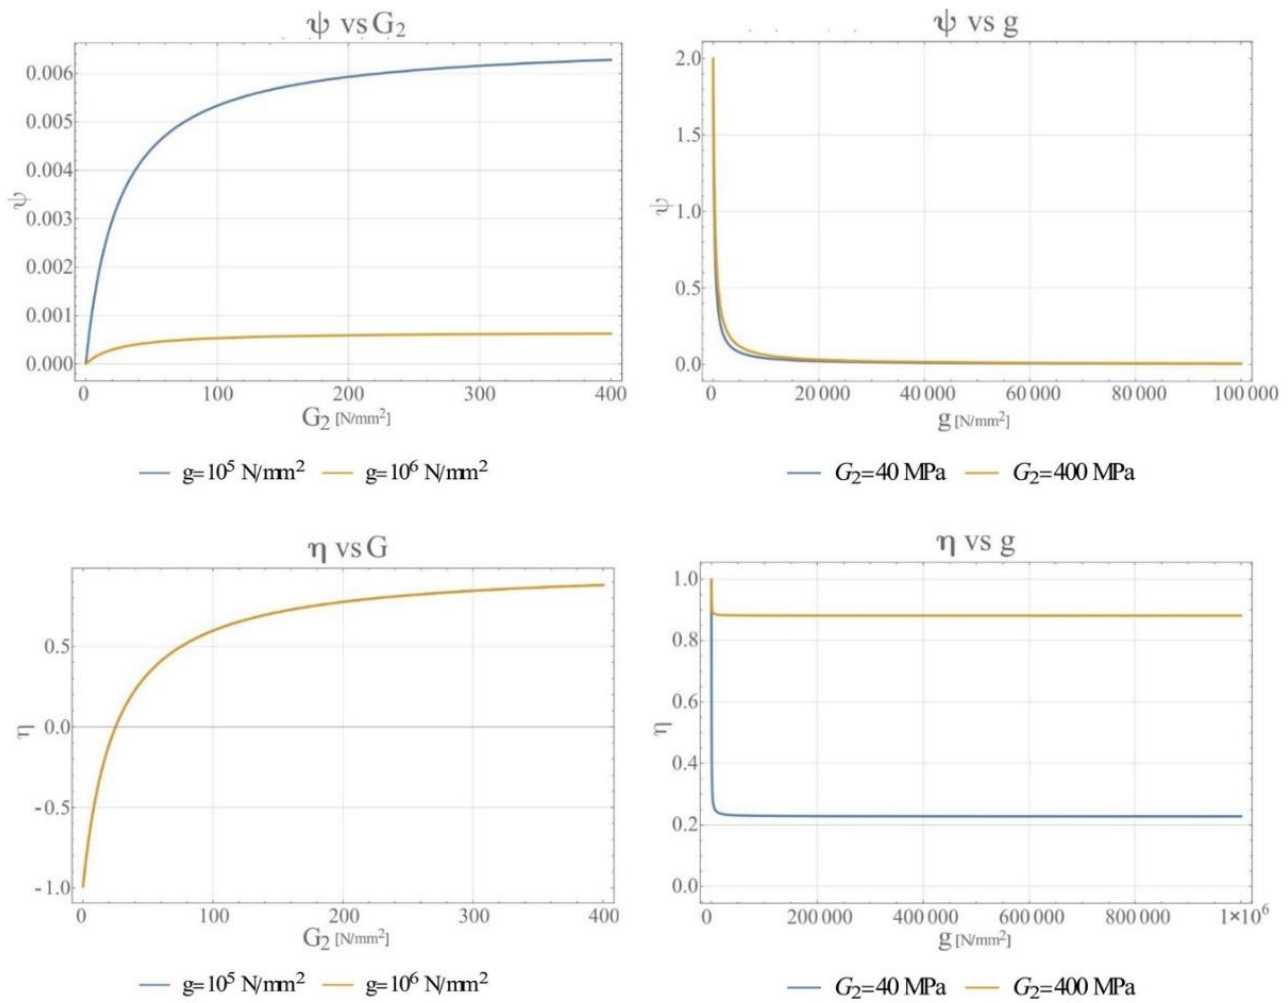 ψ vs G₂
0.006
0.005
0.004
0.003
0.002
0.001
0.000
ψ
0 100 200 300 400
G₂ [N/mm²]
g=10⁵ N/mm² g=10⁶ N/mm²
ψ vs g
2.0
1.5
1.0
0.5
0.0
ψ
0 20 000 40 000 60 000 80 000 100 000
g [N/mm²]
G₂=40 MPa G₂=400 MPa
η vs G
0.5
0.0
-0.5
-1.0
η
0 100 200 300 400
G₂ [N/mm²]
g=10⁵ N/mm² g=10⁶ N/mm²
η vs g
1.0
0.8
0.6
0.4
0.2
0.0
η
0 200 000 400 000 600 000 800 000 1×10⁶
g [N/mm²]
G₂=40 MPa G₂=400 MPa